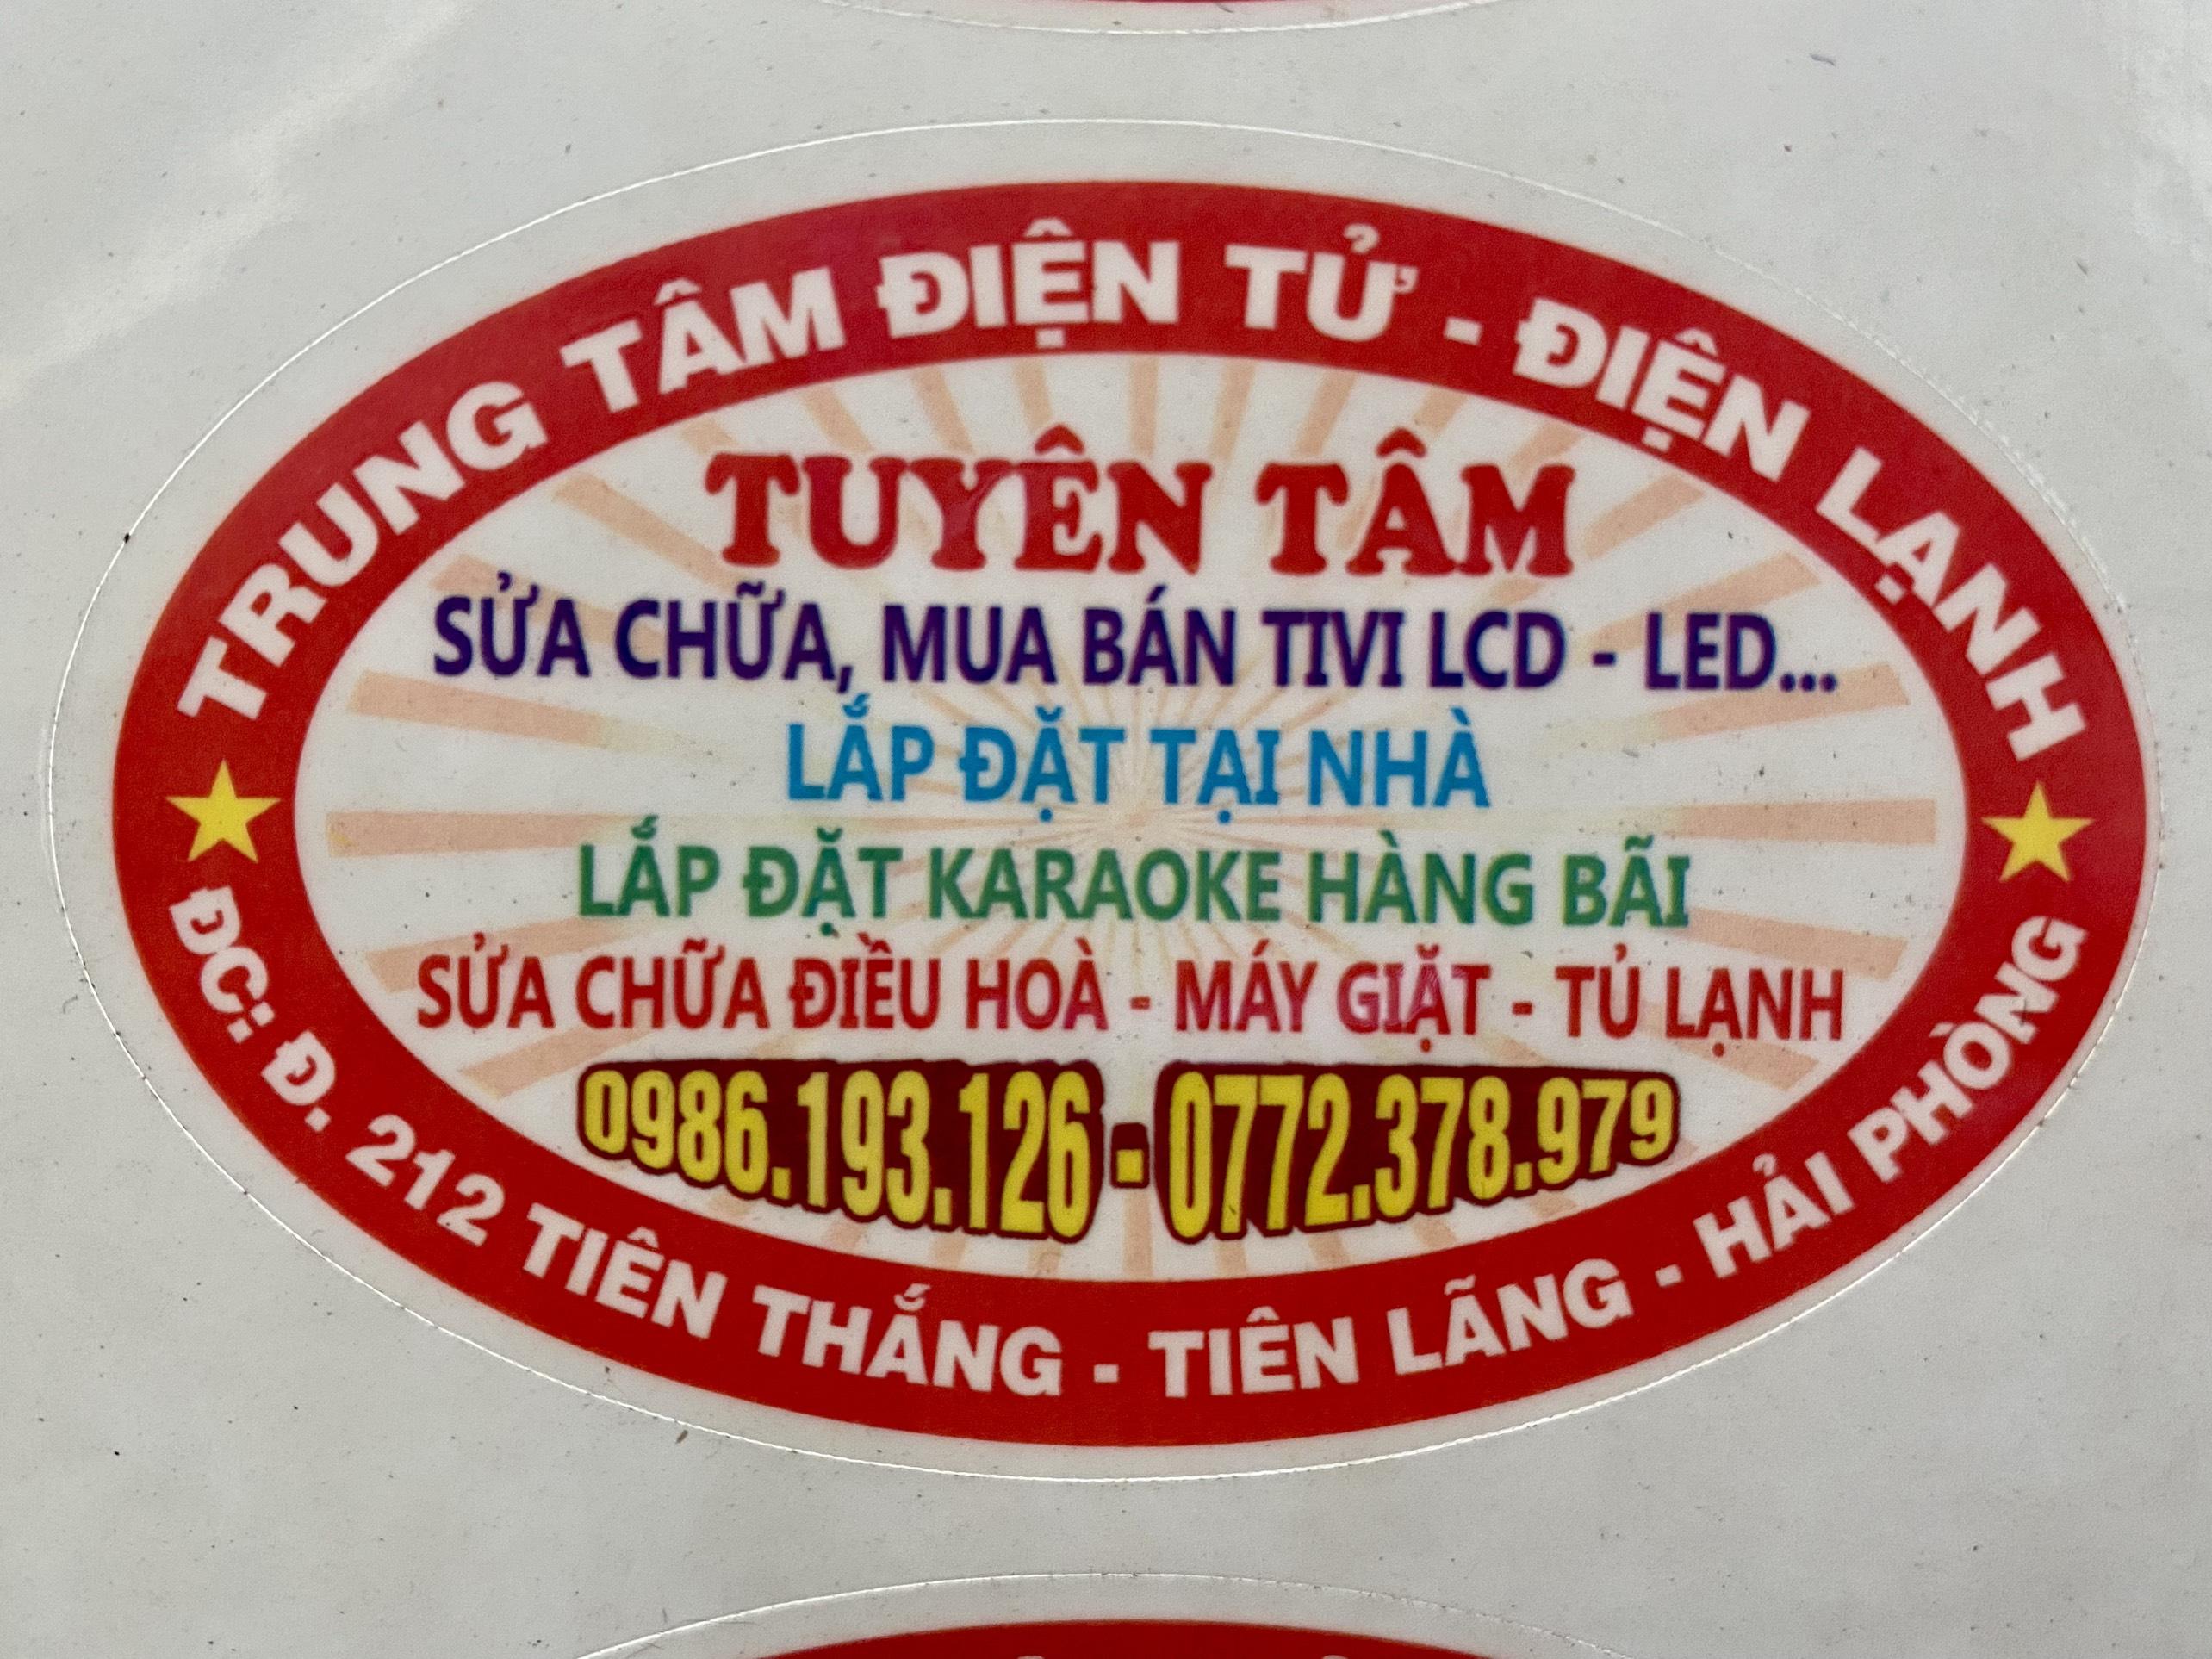 TRUNG TÂM ĐIỆN TỬ - ĐIỆN LẠNH
TUYÊN TÂM
SỬA CHỮA, MUA BÁN TIVI LCD - LED...
LẮP ĐẶT TẠI NHÀ
LẮP ĐẶT KARAOKE HÀNG BÃI
SỬA CHỮA ĐIỀU HOÀ - MÁY GIẶT - TỦ LẠNH
0986.193.126 - 0772.378.979
ĐC: Đ. 212 TIÊN THẮNG - TIÊN LÃNG - HẢI PHÒNG